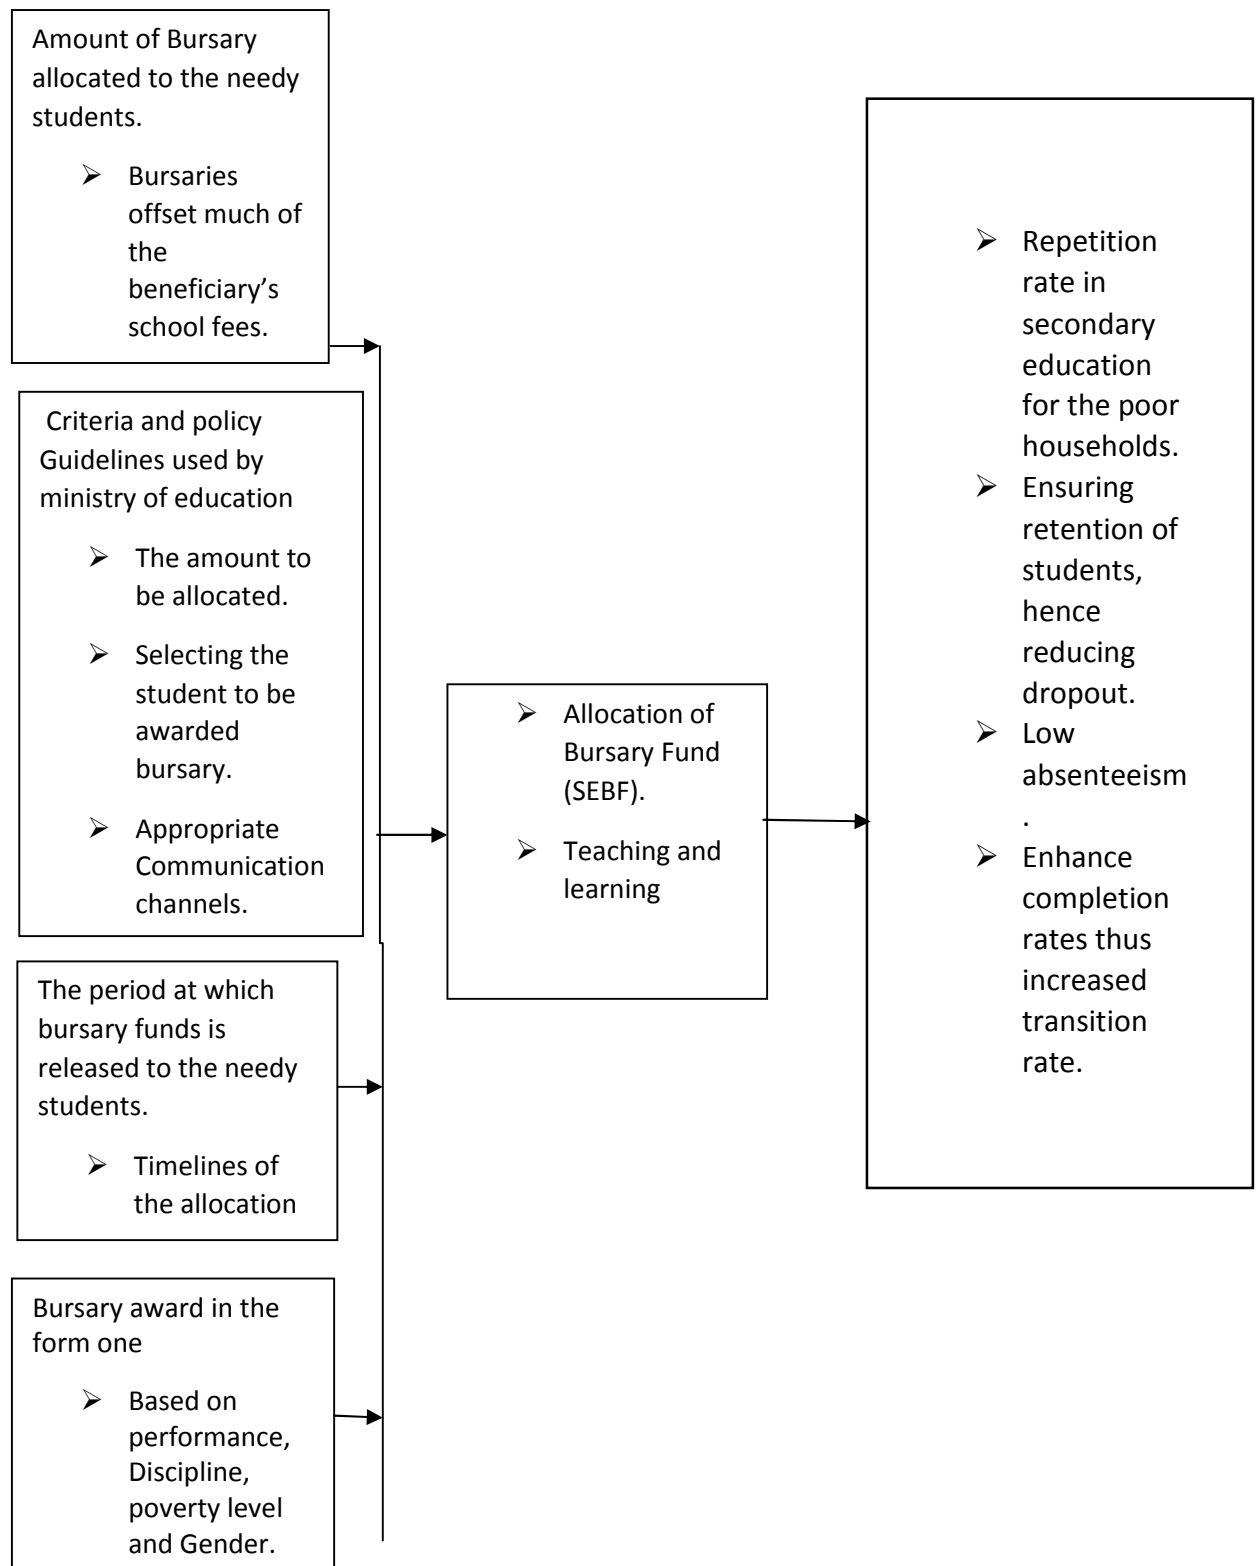 Amount of Bursary
allocated to the needy
students.
➢ Bursaries
offset much of
the
beneficiary’s
school fees.
Criteria and policy
Guidelines used by
ministry of education
➢ The amount to
be allocated.
➢ Selecting the
student to be
awarded
bursary.
➢ Appropriate
Communication
channels.
The period at which
bursary funds is
released to the needy
students.
➢ Timelines of
the allocation
Bursary award in the
form one
➢ Based on
performance,
Discipline,
poverty level
and Gender.
➢ Allocation of
Bursary Fund
(SEBF).
➢ Teaching and
learning
➢ Repetition
rate in
secondary
education
for the poor
households.
➢ Ensuring
retention of
students,
hence
reducing
dropout.
➢ Low
absenteeism
.
➢ Enhance
completion
rates thus
increased
transition
rate.